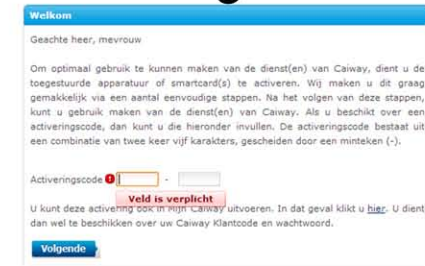 Welkom
Geachte heer, mevrouw
Om optimaal gebruik te kunnen maken van de dienst(en) van Caiway, dient u de
toegestuurde apparatuur of smartcard(s) te activeren. Wij maken u dit graag
gemakkelijk via een aantal eenvoudige stappen. Na het volgen van deze stappen,
kunt u gebruik maken van de dienst(en) van Caiway. Als u beschikt over een
activeringscode, dan kunt u die hieronder invullen. De activeringscode bestaat uit
een combinatie van twee keer vijf karakters, gescheiden door een minteken (-).
Activeringscode -
Veld is verplicht
U kunt deze activering ook in Mijn Caiway uitvoeren. In dat geval klikt u hier. U dient
dan wel te beschikken over uw Caiway Klantcode en wachtwoord.
Volgende